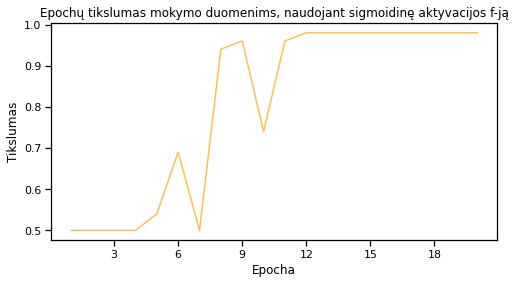 Epochų tikslumas mokymo duomenims, naudojant sigmoidinę aktyvacijos f-ją
Tikslumas
1.0
0.9
0.8
0.7
0.6
0.5
3 6 9 12 15 18
Epocha